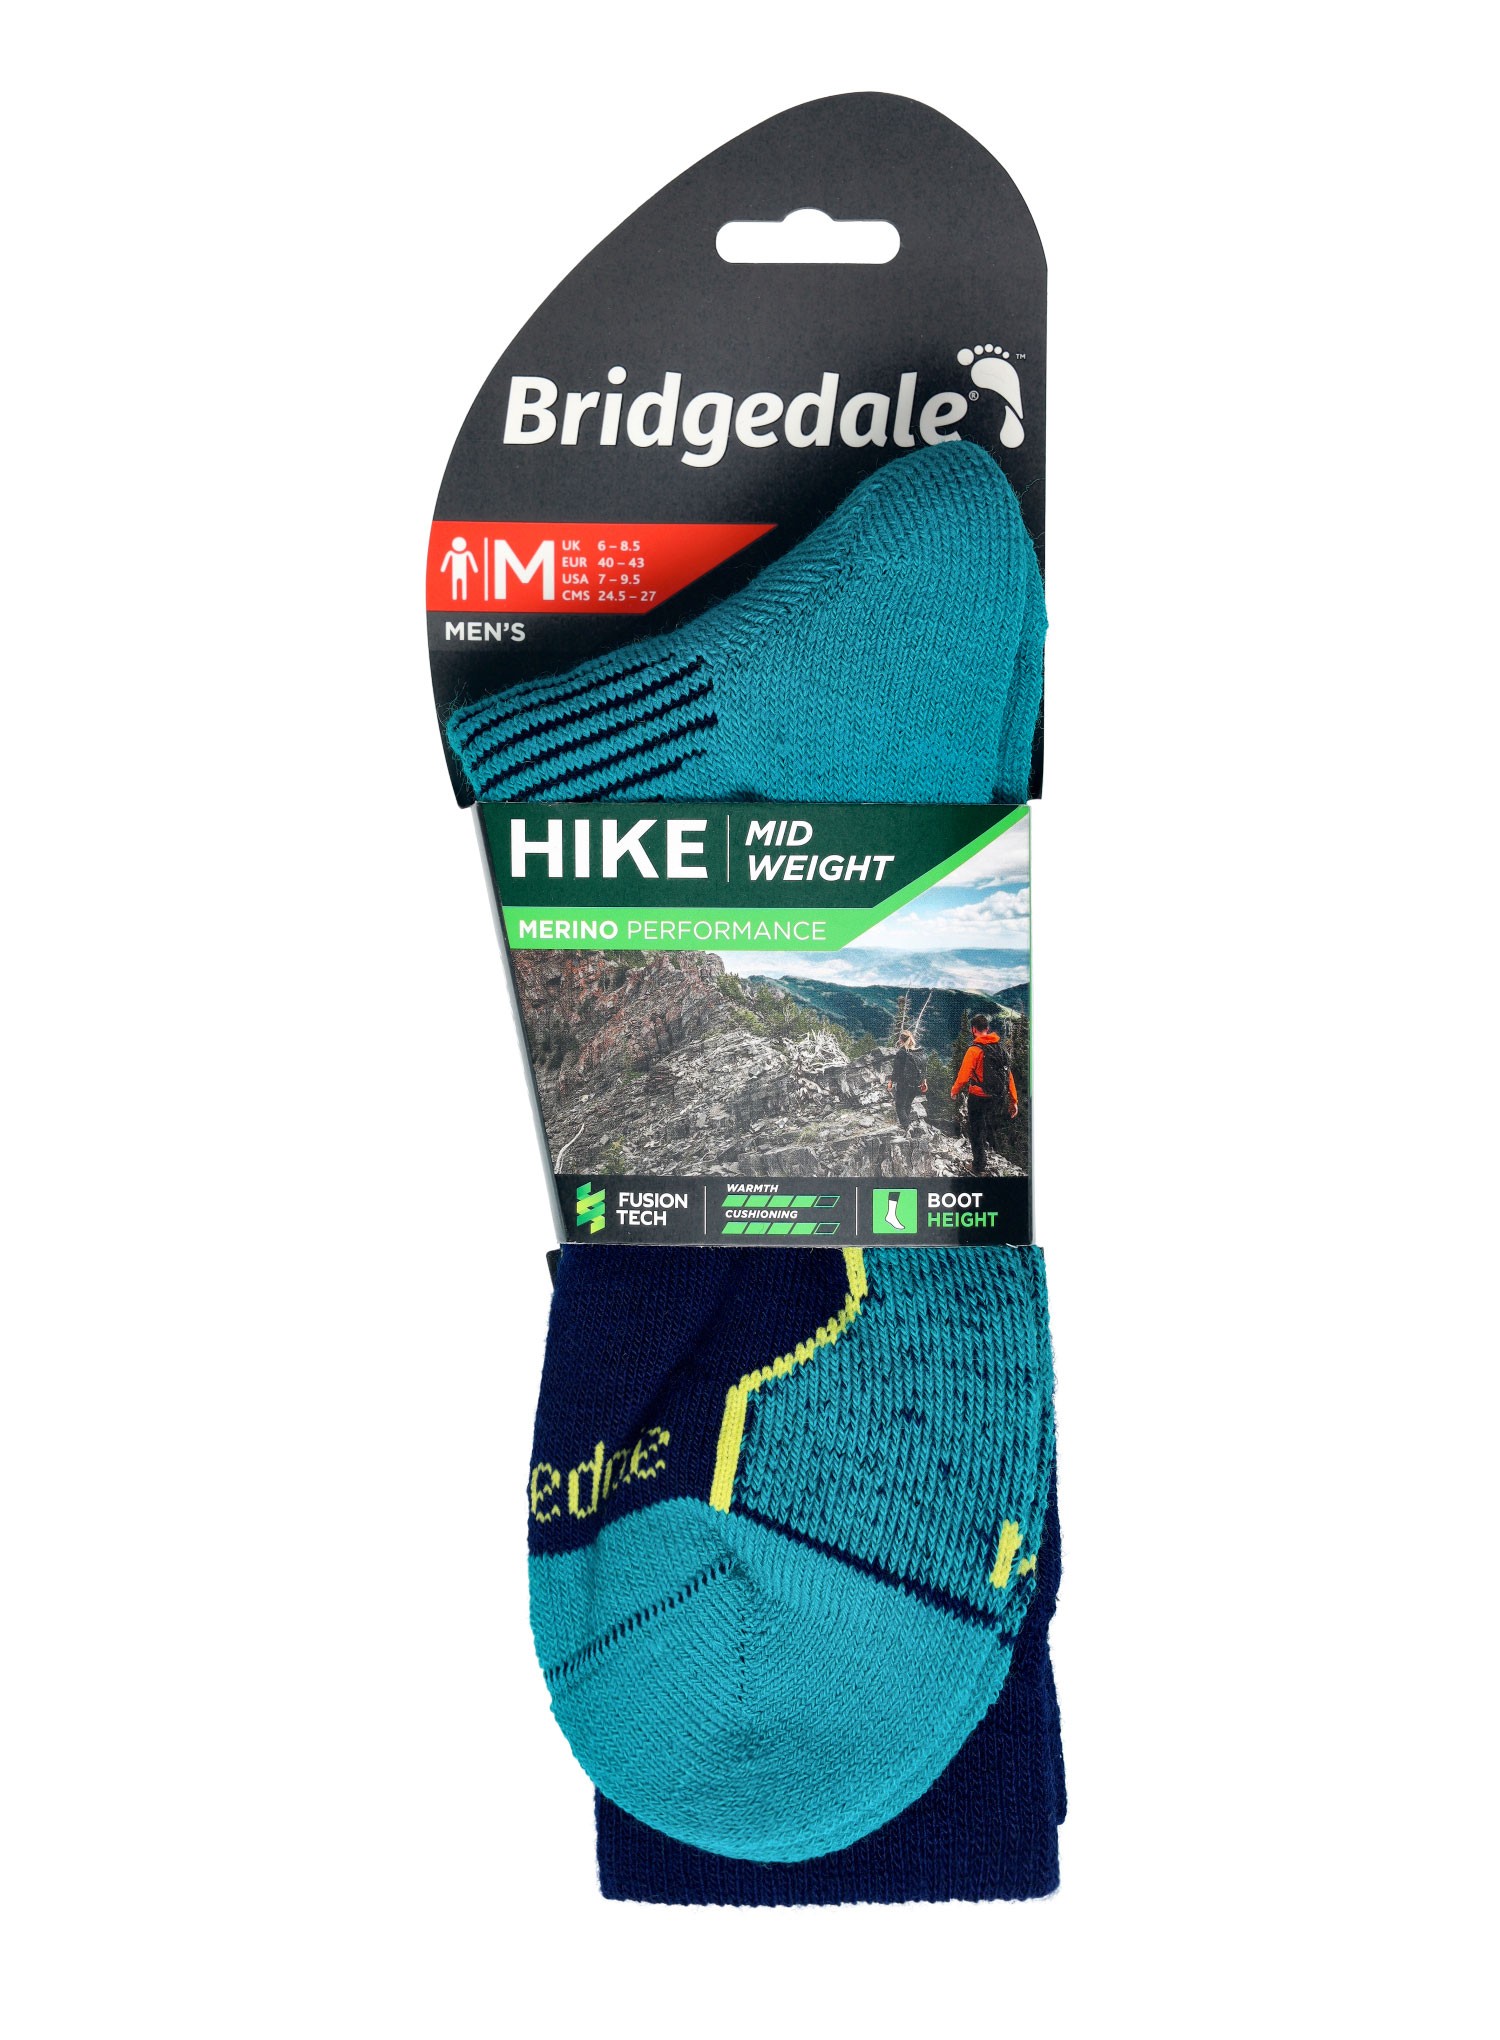 Bridgedale® ™
M
UK 6 – 8.5
EUR 40 – 43
USA 7 – 9.5
CMS 24.5 – 27
MEN'S
HIKE MID WEIGHT
MERINO PERFORMANCE
FUSION TECH
WARMTH
CUSHIONING
BOOT HEIGHT